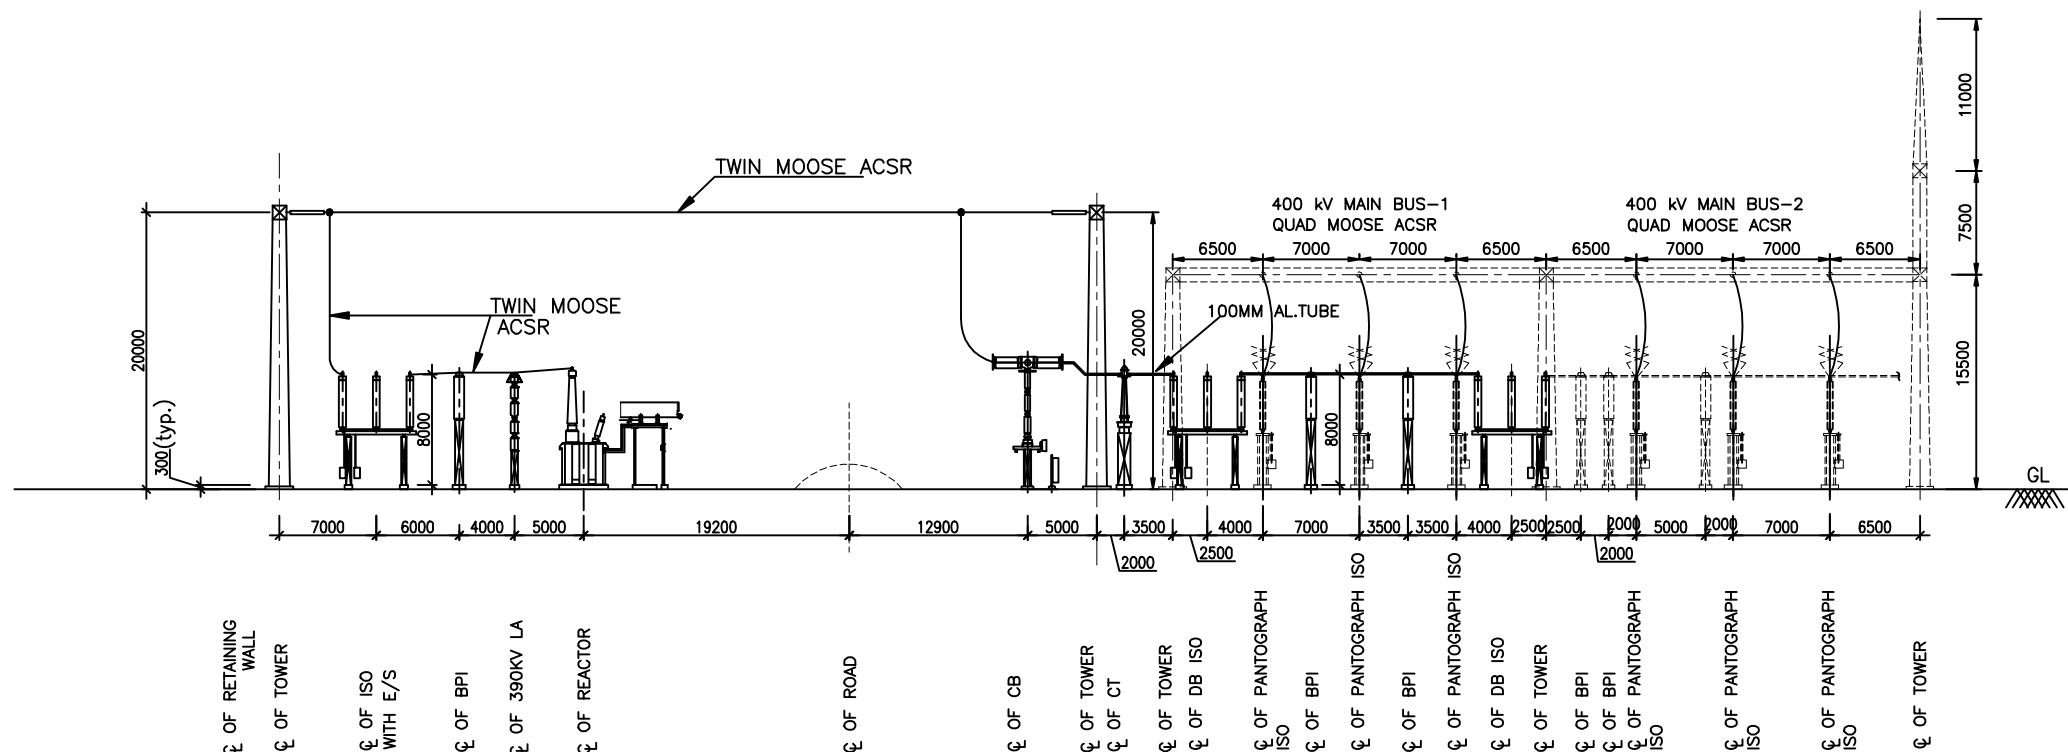 TWIN MOOSE ACSR
400 kV MAIN BUS-1
QUAD MOOSE ACSR
400 kV MAIN BUS-2
QUAD MOOSE ACSR
6500
7000
7000
6500
6500
7000
7000
6500
11000
7500
15500
TWIN MOOSE
ACSR
100MM AL.TUBE
20000
20000
300(typ.)
8000
8000
GL
7000
6000
4000
5000
19200
12900
5000
2000
3500
2500
4000
7000
3500
3500
4000
2500
2500
2000
2000
5000
2000
7000
6500
℄ OF RETAINING
WALL
℄ OF TOWER
℄ OF ISO
WITH E/S
℄ OF BPI
℄ OF 390KV LA
℄ OF REACTOR
℄ OF ROAD
℄ OF CB
℄ OF TOWER
℄ OF CT
℄ OF TOWER
℄ OF DB ISO
℄ OF PANTOGRAPH
ISO
℄ OF BPI
℄ OF PANTOGRAPH ISO
℄ OF BPI
℄ OF PANTOGRAPH ISO
℄ OF DB ISO
℄ OF TOWER
℄ OF BPI
℄ OF BPI
℄ OF PANTOGRAPH
ISO
℄ OF PANTOGRAPH
ISO
℄ OF PANTOGRAPH
ISO
℄ OF TOWER